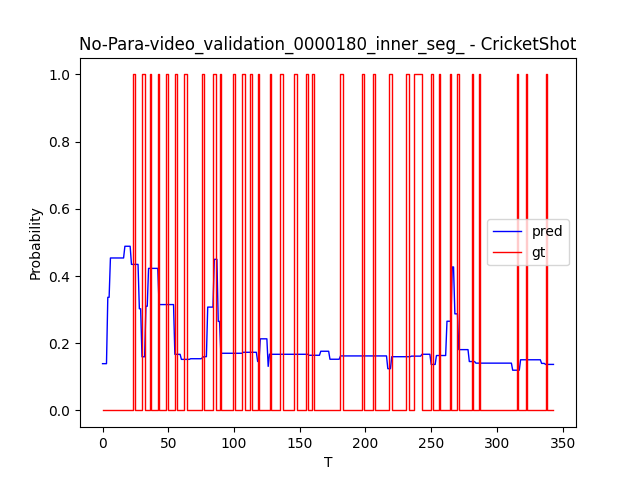 No-Para-video_validation_0000180_inner_seg_ - CricketShot
1.0
0.8
0.6
0.4
0.2
0.0
Probability
pred
gt
0 50 100 150 200 250 300 350
T